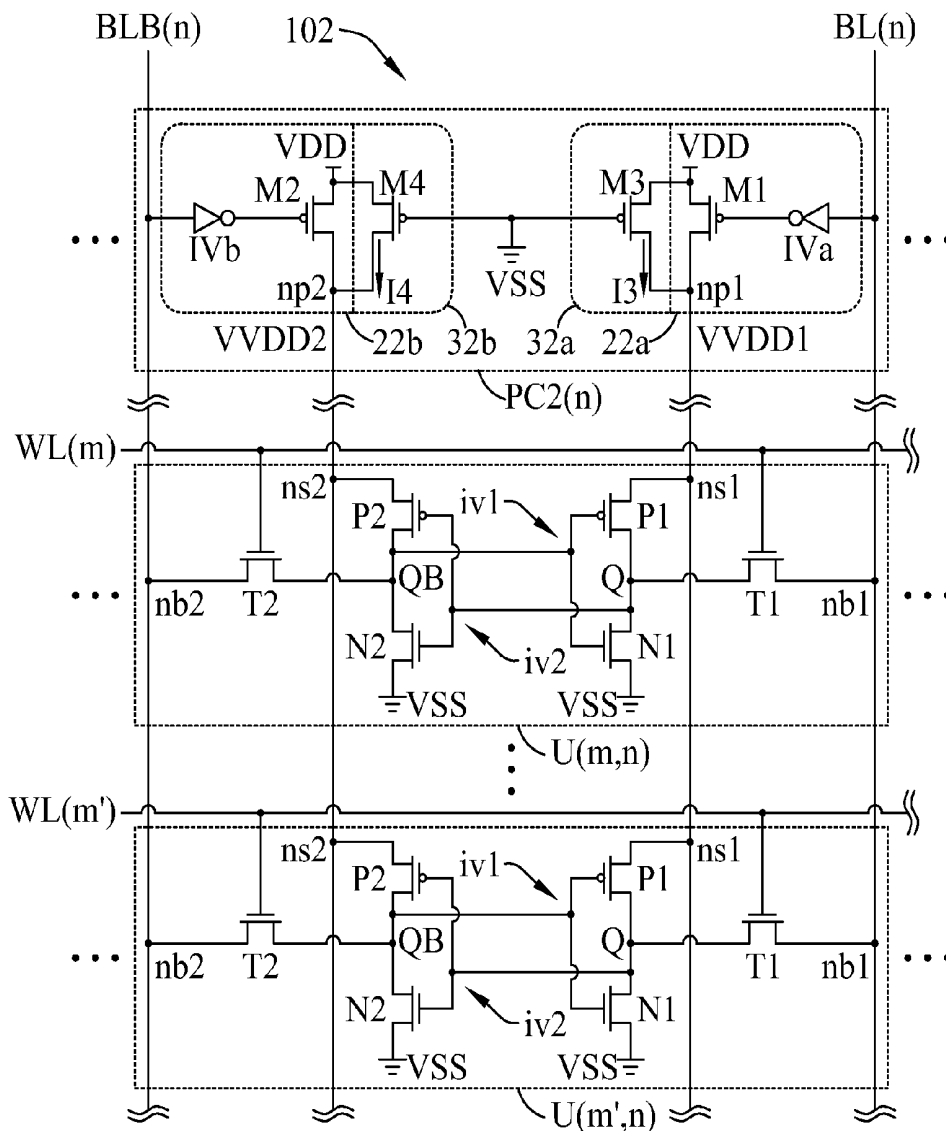 BLB(n) 102 BL(n)
VDD VDD
M2 M4 M3 M1
... IVb VSS IVa ...
np2 I4 I3 np1
VVDD2 22b 32b 32a 22a VVDD1
PC2(n)
WL(m)
ns2 iv1 ns1
P2 P1
QB Q
... nb2 T2 T1 nb1 ...
N2 N1
iv2
VSS VSS
U(m,n)
WL(m')
ns2 iv1 ns1
P2 P1
QB Q
... nb2 T2 T1 nb1 ...
N2 N1
iv2
VSS VSS
U(m',n)